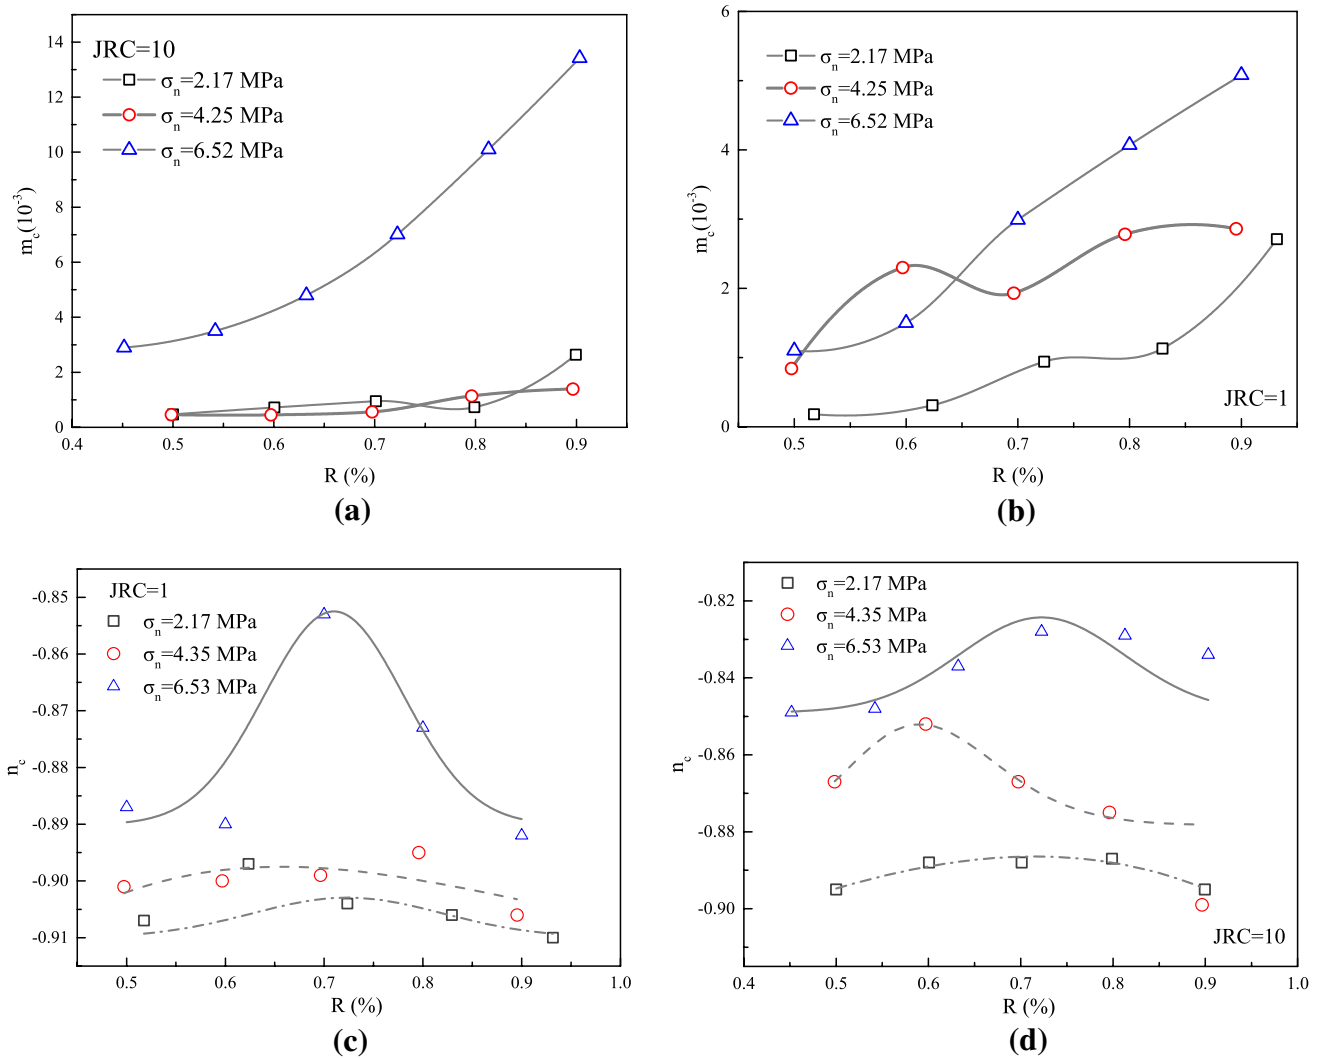 JRC=10
σn=2.17 MPa
σn=4.25 MPa
σn=6.52 MPa
14
12
10
8
6
4
2
0
mc(10-3)
0.4 0.5 0.6 0.7 0.8 0.9
R (%)
(a)
σn=2.17 MPa
σn=4.25 MPa
σn=6.52 MPa
6
4
2
0
mc(10-3)
JRC=1
0.5 0.6 0.7 0.8 0.9
R (%)
(b)
JRC=1
σn=2.17 MPa
σn=4.35 MPa
σn=6.53 MPa
-0.85
-0.86
-0.87
-0.88
-0.89
-0.90
-0.91
nc
0.5 0.6 0.7 0.8 0.9 1.0
R (%)
(c)
σn=2.17 MPa
σn=4.35 MPa
σn=6.53 MPa
-0.82
-0.84
-0.86
-0.88
-0.90
nc
JRC=10
0.4 0.5 0.6 0.7 0.8 0.9 1.0
R (%)
(d)